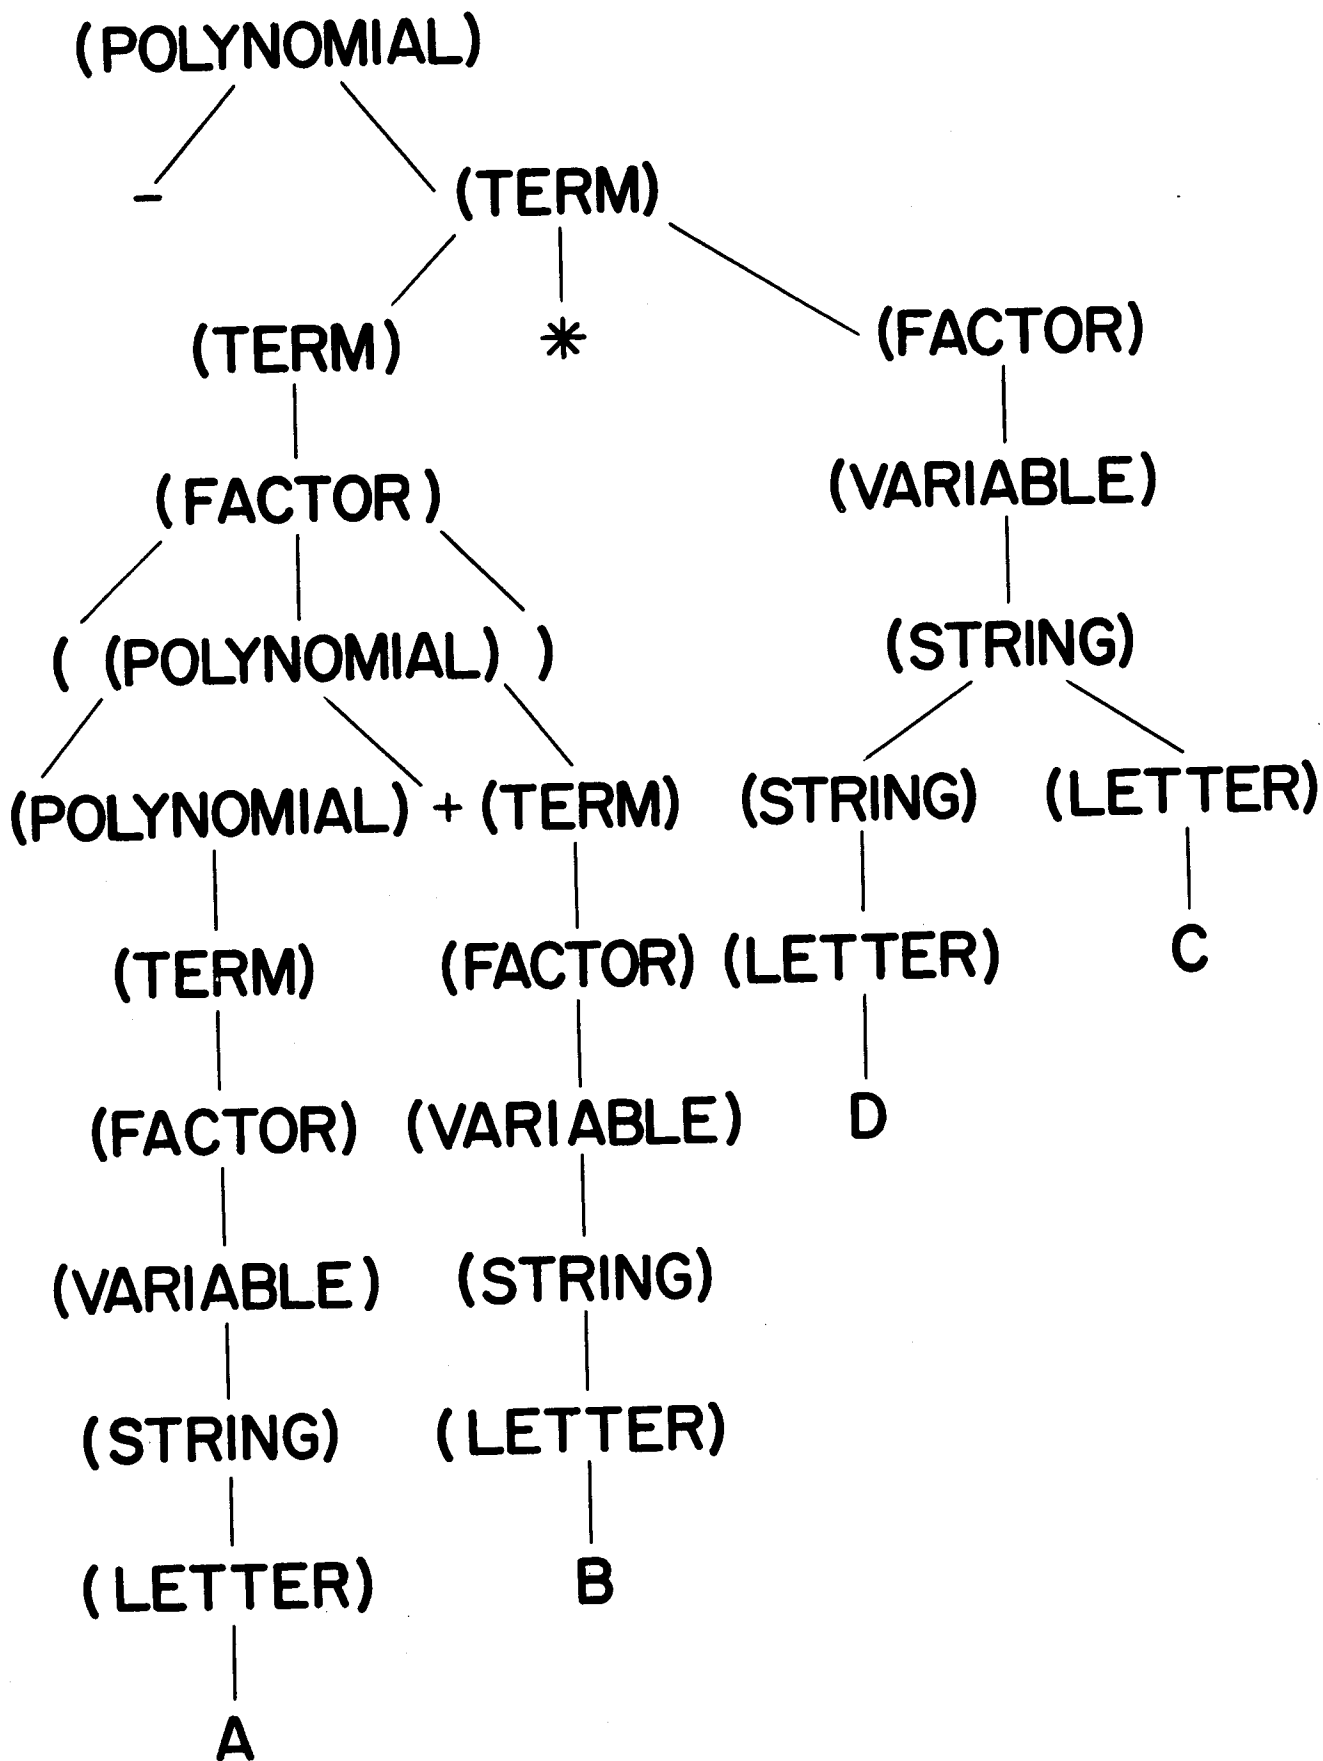 (POLYNOMIAL)
- (TERM)
(TERM) * (FACTOR)
(FACTOR) (VARIABLE)
( (POLYNOMIAL) ) (STRING)
(POLYNOMIAL) + (TERM) (STRING) (LETTER)
(TERM) (FACTOR) (LETTER) C
(FACTOR) (VARIABLE) D
(VARIABLE) (STRING)
(STRING) (LETTER)
(LETTER) B
A